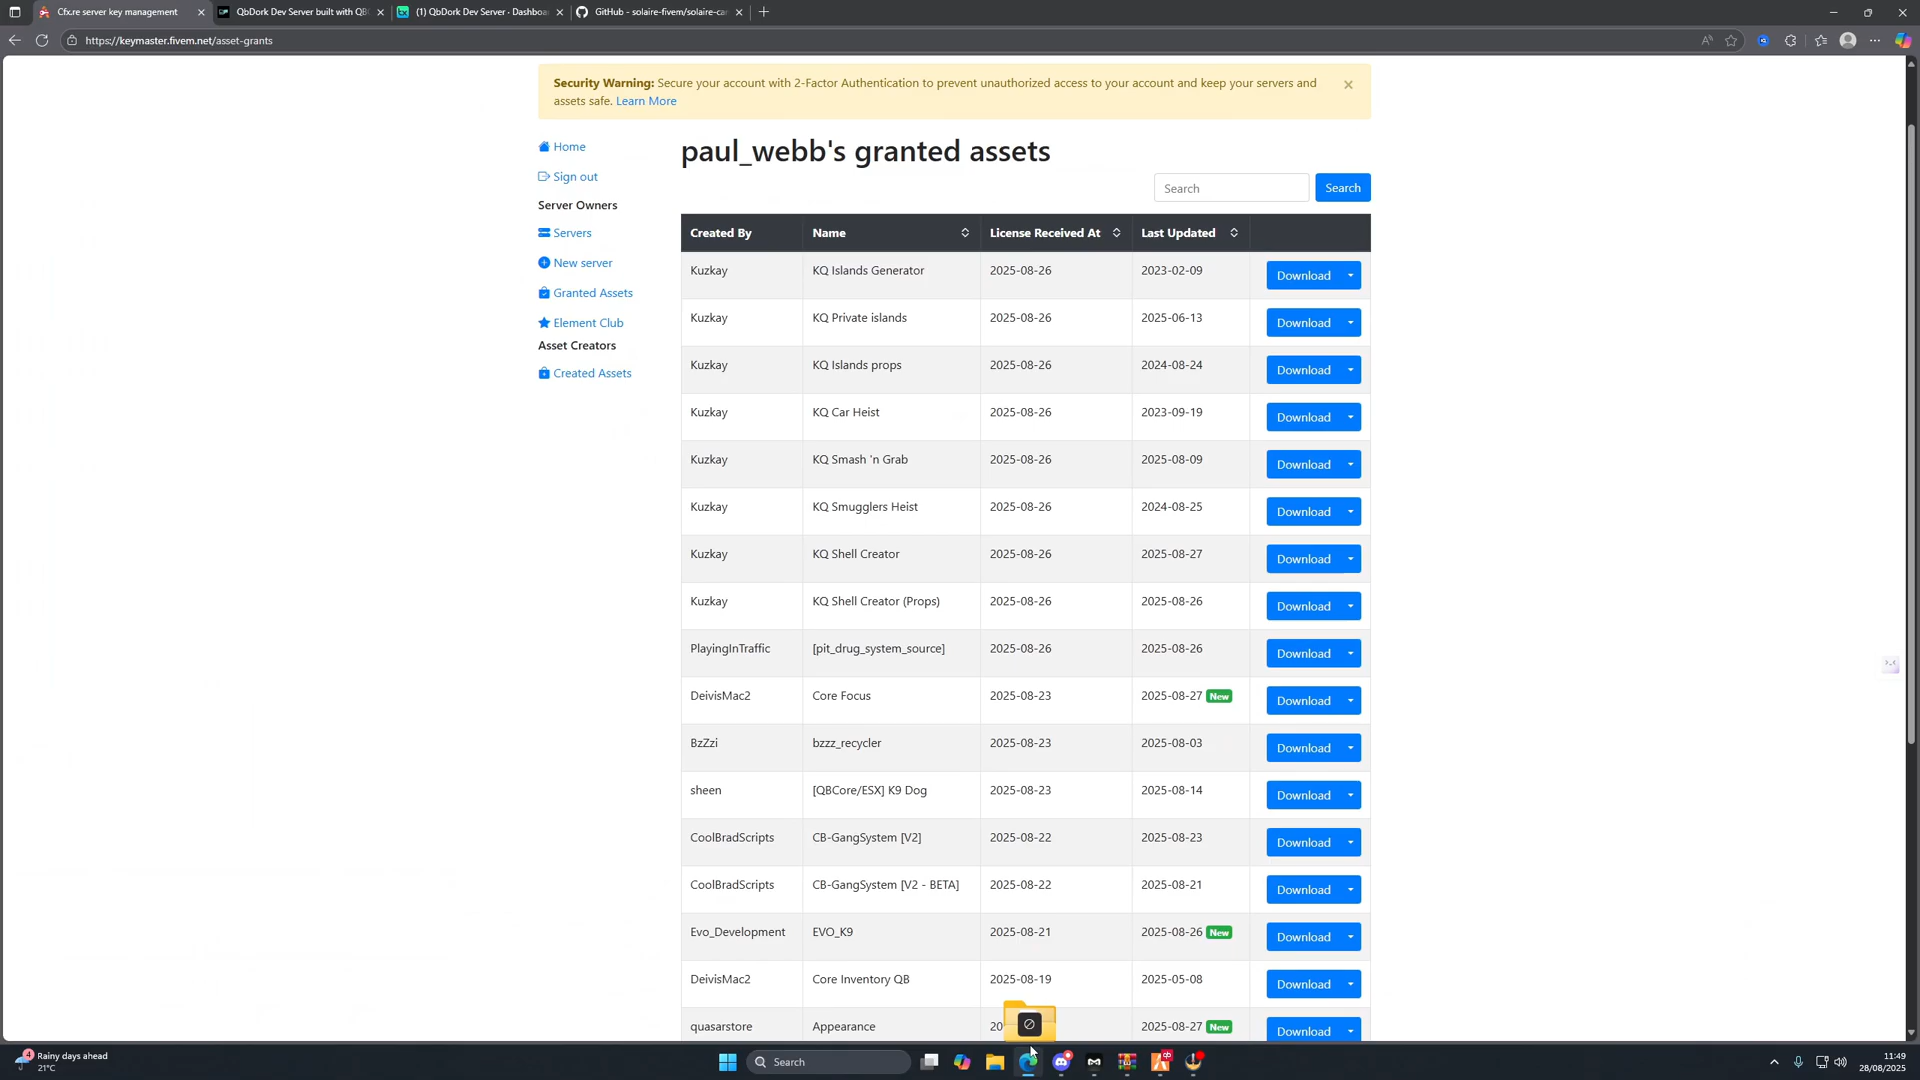 Cfx.re server key management
QbDork Dev Server built with QBC
(1) QbDork Dev Server · Dashboa
GitHub - solaire-fivem/solaire-car
https://keymaster.fivem.net/asset-grants
Security Warning: Secure your account with 2-Factor Authentication to prevent unauthorized access to your account and keep your servers and
assets safe. Learn More
Home
Sign out
Server Owners
Servers
New server
Granted Assets
Element Club
Asset Creators
Created Assets
paul_webb's granted assets
Search Search
Created By Name License Received At Last Updated
Kuzkay KQ Islands Generator 2025-08-26 2023-02-09 Download
Kuzkay KQ Private islands 2025-08-26 2025-06-13 Download
Kuzkay KQ Islands props 2025-08-26 2024-08-24 Download
Kuzkay KQ Car Heist 2025-08-26 2023-09-19 Download
Kuzkay KQ Smash 'n Grab 2025-08-26 2025-08-09 Download
Kuzkay KQ Smugglers Heist 2025-08-26 2024-08-25 Download
Kuzkay KQ Shell Creator 2025-08-26 2025-08-27 Download
Kuzkay KQ Shell Creator (Props) 2025-08-26 2025-08-26 Download
PlayingInTraffic [pit_drug_system_source] 2025-08-26 2025-08-26 Download
DeivisMac2 Core Focus 2025-08-23 2025-08-27 New Download
BzZzi bzzz_recycler 2025-08-23 2025-08-03 Download
sheen [QBCore/ESX] K9 Dog 2025-08-23 2025-08-14 Download
CoolBradScripts CB-GangSystem [V2] 2025-08-22 2025-08-23 Download
CoolBradScripts CB-GangSystem [V2 - BETA] 2025-08-22 2025-08-21 Download
Evo_Development EVO_K9 2025-08-21 2025-08-26 New Download
DeivisMac2 Core Inventory QB 2025-08-19 2025-05-08 Download
quasarstore Appearance 20 2025-08-27 New Download
4
Rainy days ahead
21°C
Search
11:49
28/08/2025